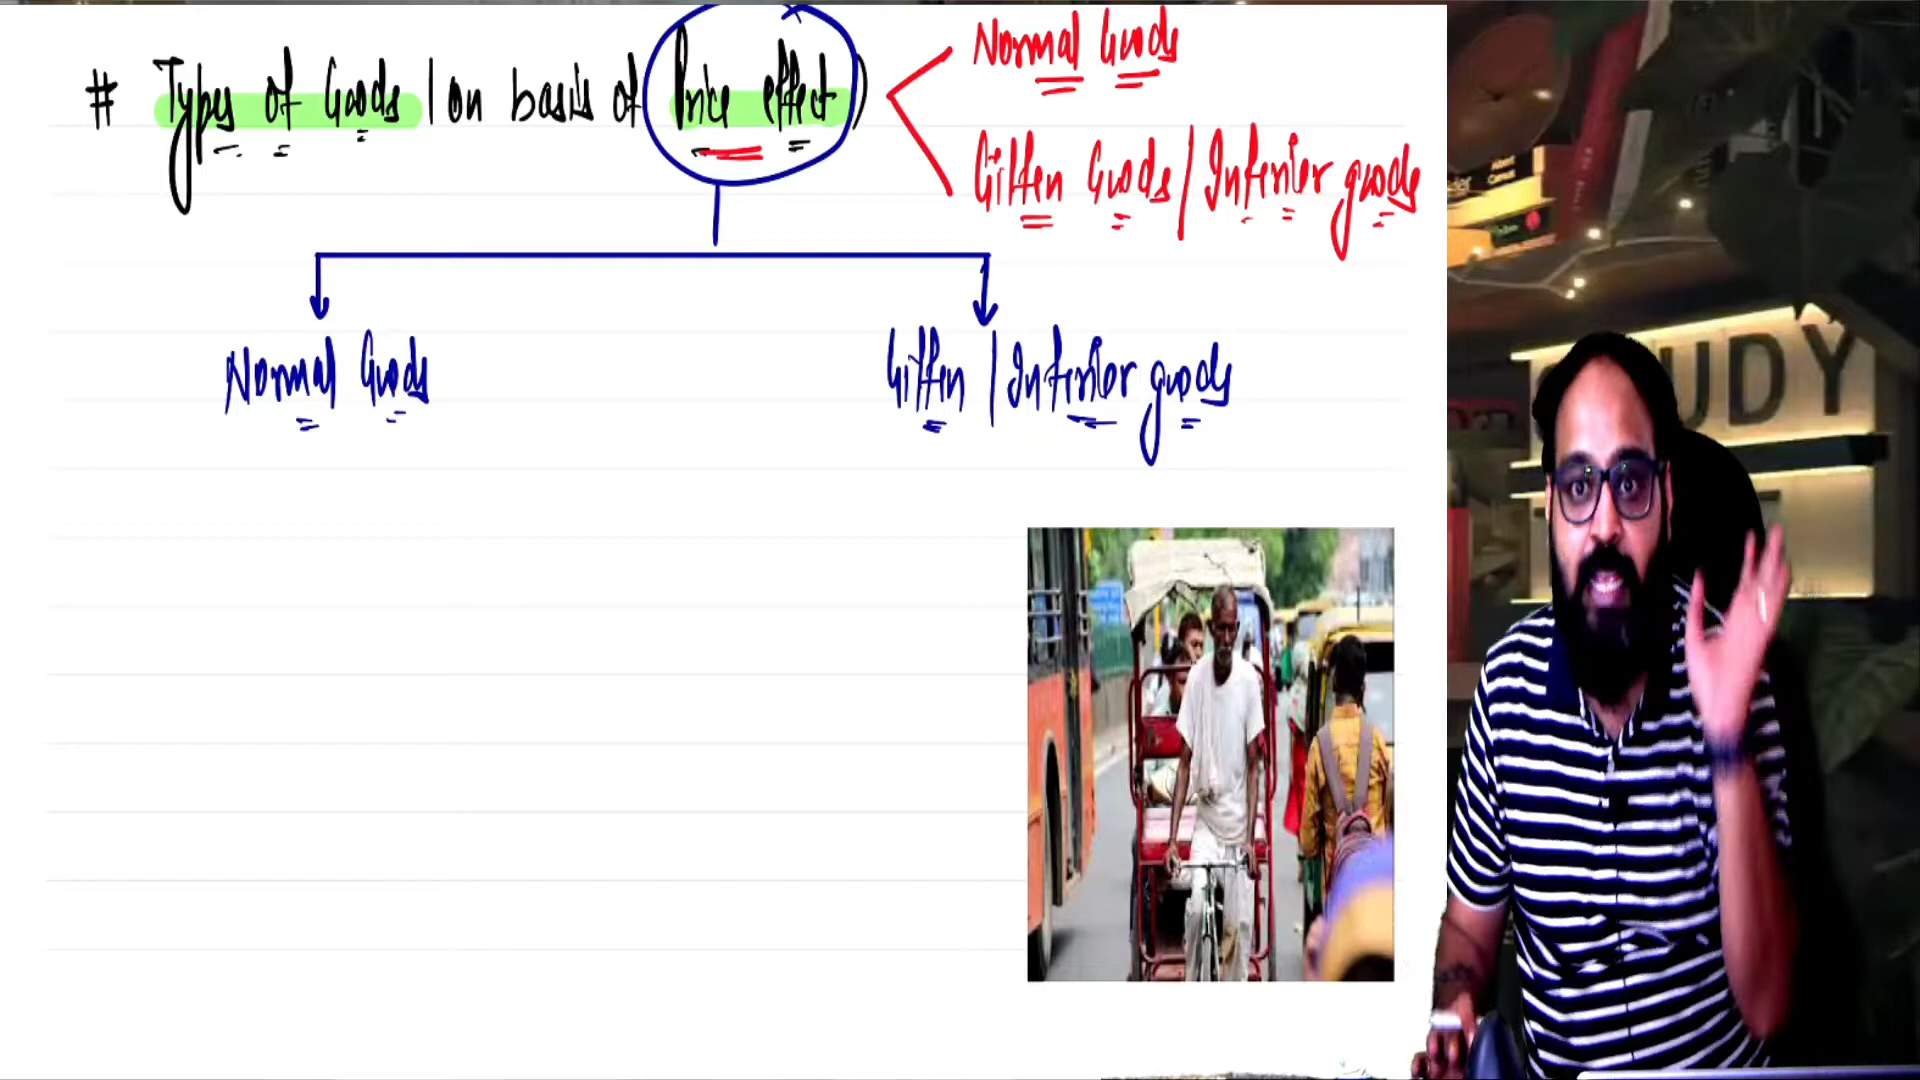 # Types of Goods (on basis of Price effect)
Normal Goods
Giffen Goods / Inferior goods
Normal Goods
Giffen / Inferior goods
UDY